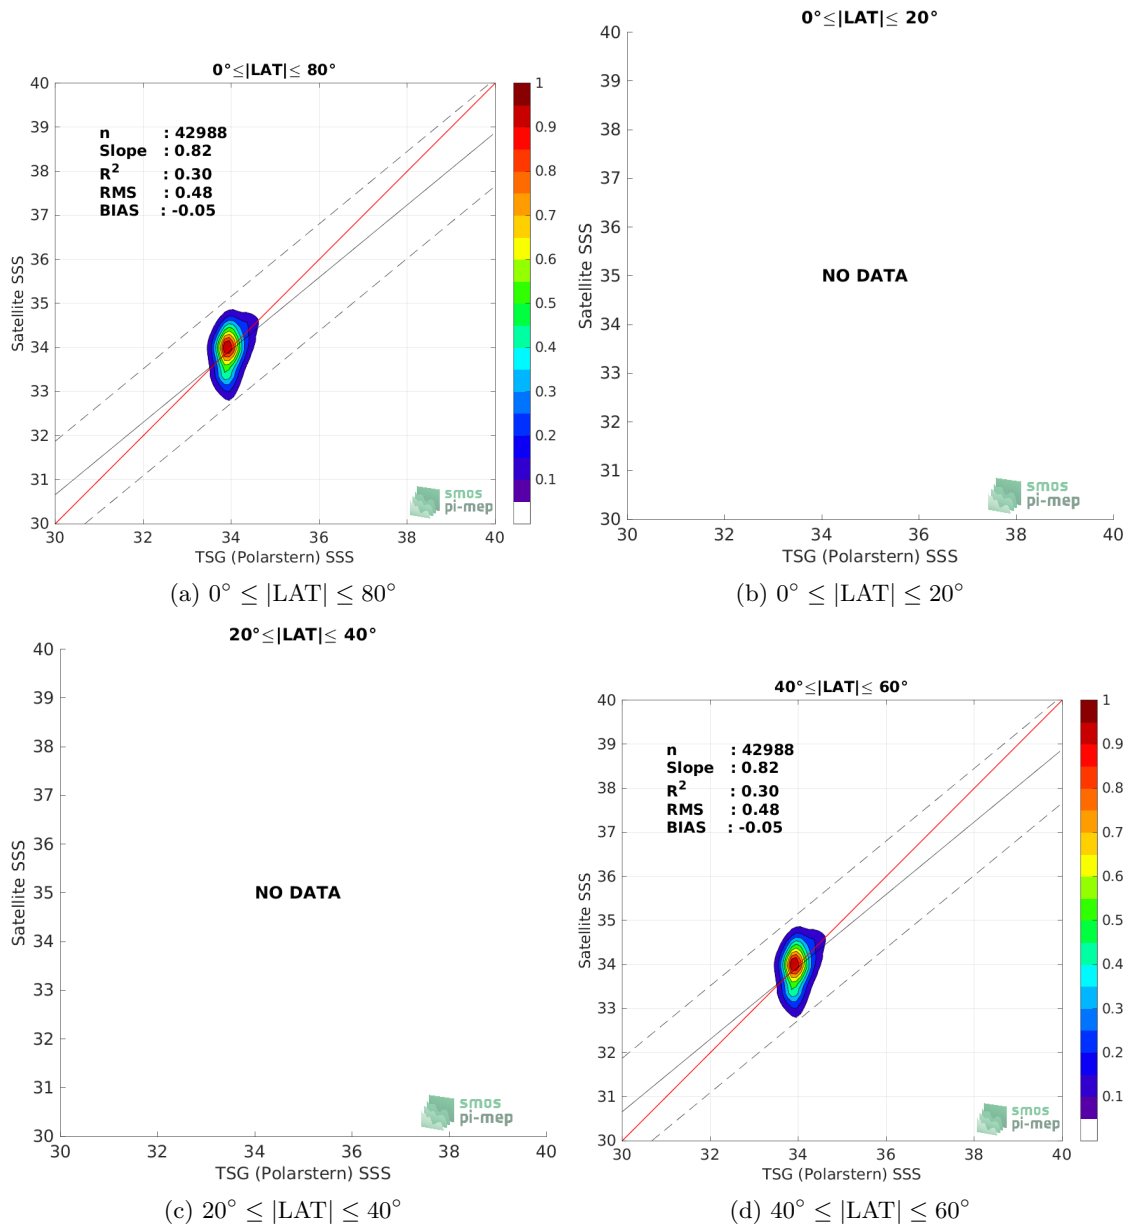 0°≤|LAT|≤ 80°
40
39
38
37
36
35
34
33
32
31
30
Satellite SSS
n : 42988
Slope : 0.82
R² : 0.30
RMS : 0.48
BIAS : -0.05
1
0.9
0.8
0.7
0.6
0.5
0.4
0.3
0.2
0.1
smos
pi-mep
30 32 34 36 38 40
TSG (Polarstern) SSS
(a) 0° ≤ |LAT| ≤ 80°
0°≤|LAT|≤ 20°
40
39
38
37
36
35
34
33
32
31
30
Satellite SSS
NO DATA
smos
pi-mep
30 32 34 36 38 40
TSG (Polarstern) SSS
(b) 0° ≤ |LAT| ≤ 20°
20°≤|LAT|≤ 40°
40
39
38
37
36
35
34
33
32
31
30
Satellite SSS
NO DATA
smos
pi-mep
30 32 34 36 38 40
TSG (Polarstern) SSS
(c) 20° ≤ |LAT| ≤ 40°
40°≤|LAT|≤ 60°
40
39
38
37
36
35
34
33
32
31
30
Satellite SSS
n : 42988
Slope : 0.82
R² : 0.30
RMS : 0.48
BIAS : -0.05
1
0.9
0.8
0.7
0.6
0.5
0.4
0.3
0.2
0.1
smos
pi-mep
30 32 34 36 38 40
TSG (Polarstern) SSS
(d) 40° ≤ |LAT| ≤ 60°